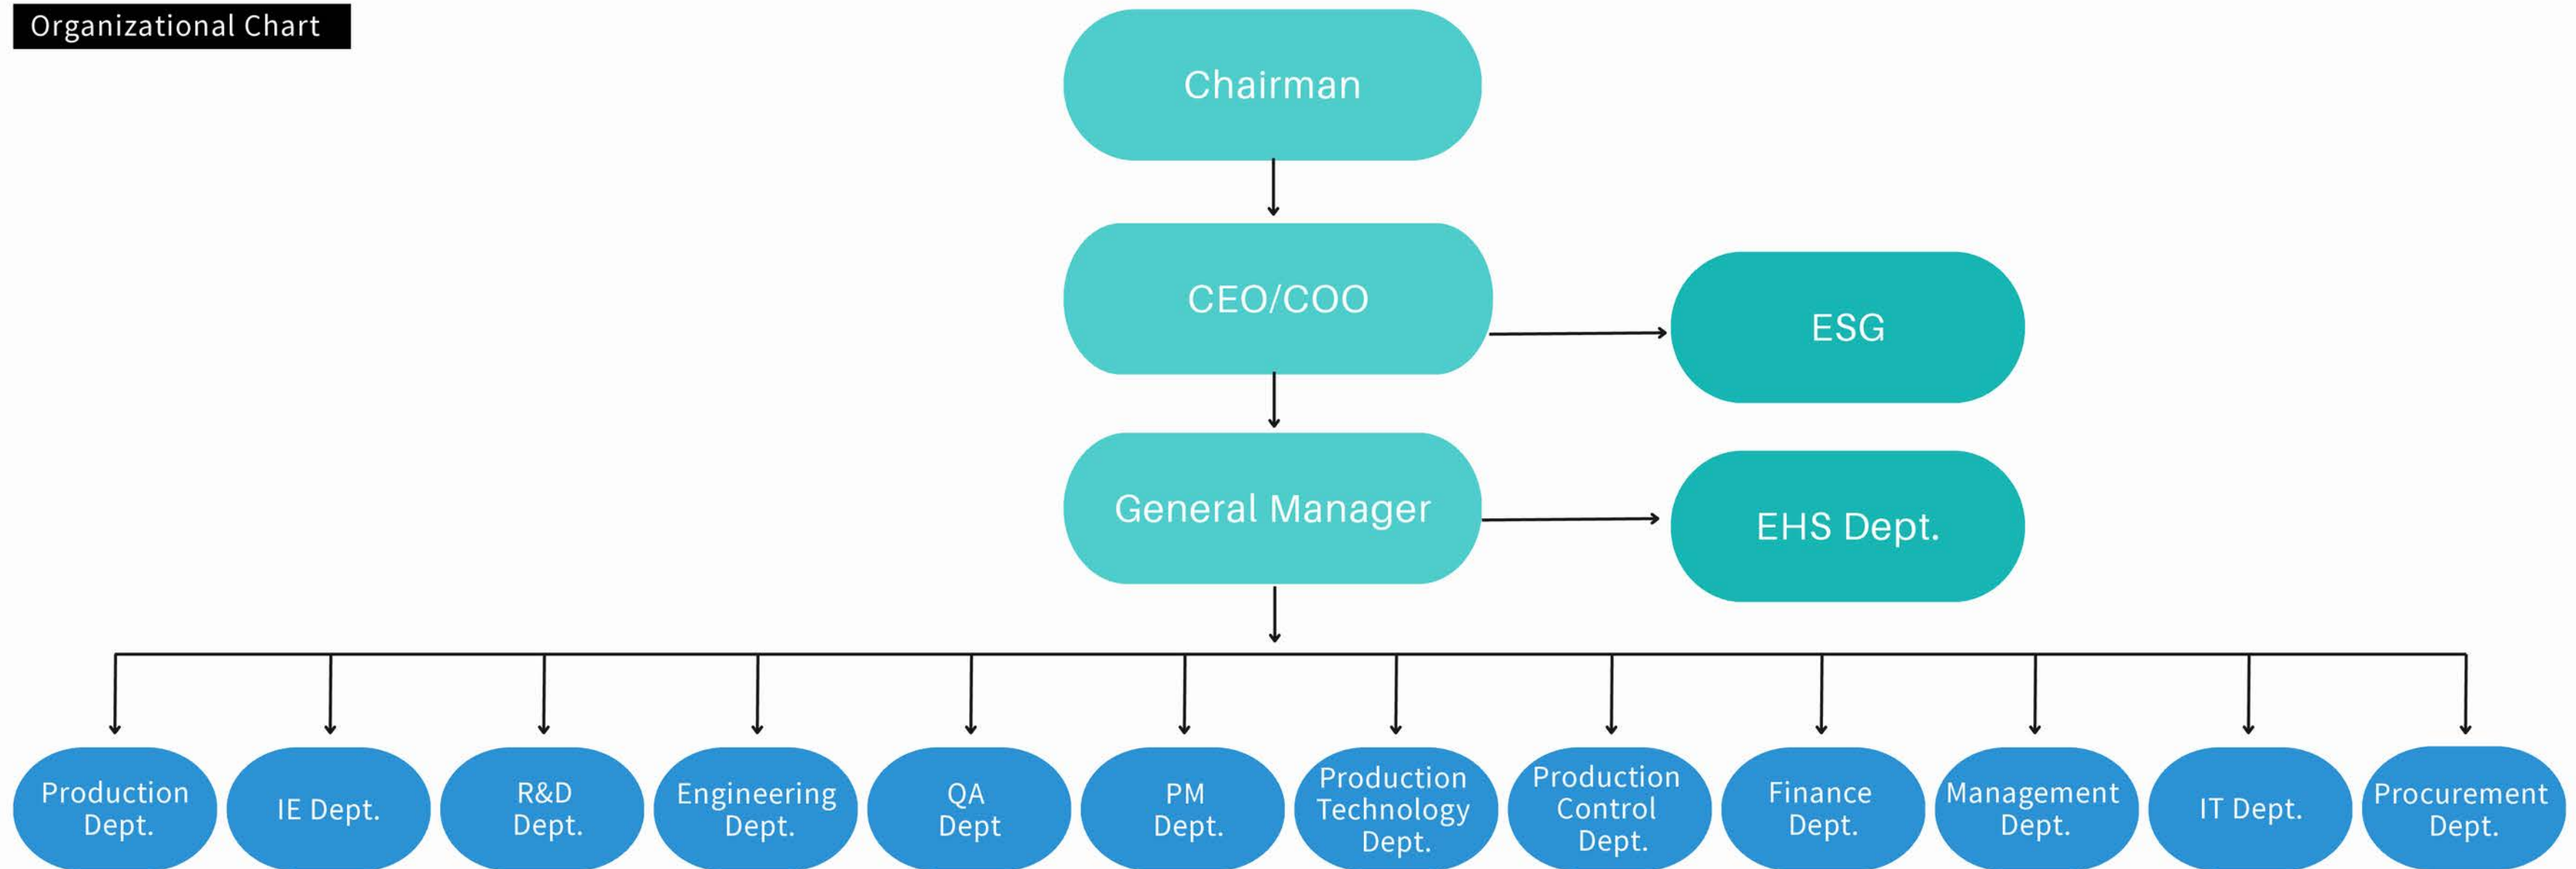 Organizational Chart
Chairman
CEO/COO
ESG
General Manager
EHS Dept.
Production
Dept.
IE Dept.
R&D
Dept.
Engineering
Dept.
QA
Dept
PM
Dept.
Production
Technology
Dept.
Production
Control
Dept.
Finance
Dept.
Management
Dept.
IT Dept.
Procurement
Dept.